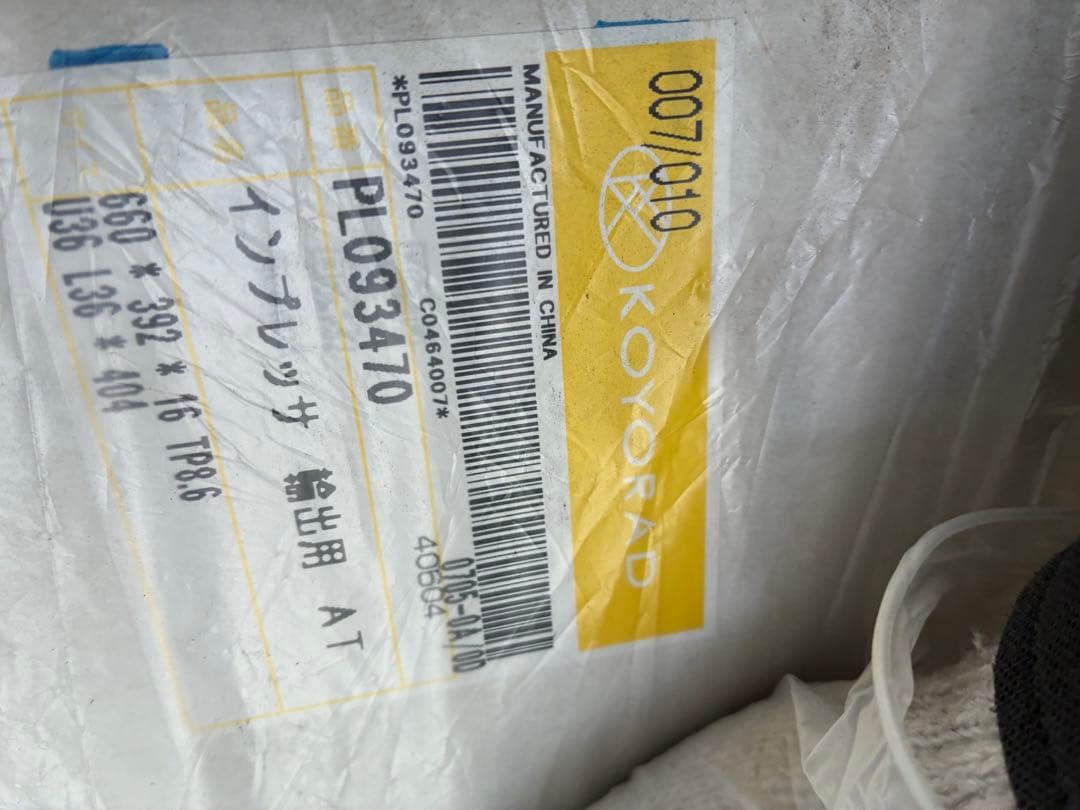 007/010
KOYORAD
MANUFACTURED IN CHINA
*PL093470 C0464007*
0705-0A/00
40504
品番 PL093470
品名 インプレッサ 輸出用 AT
660 * 392 * 16 TP8.6
U36 L36 * 404